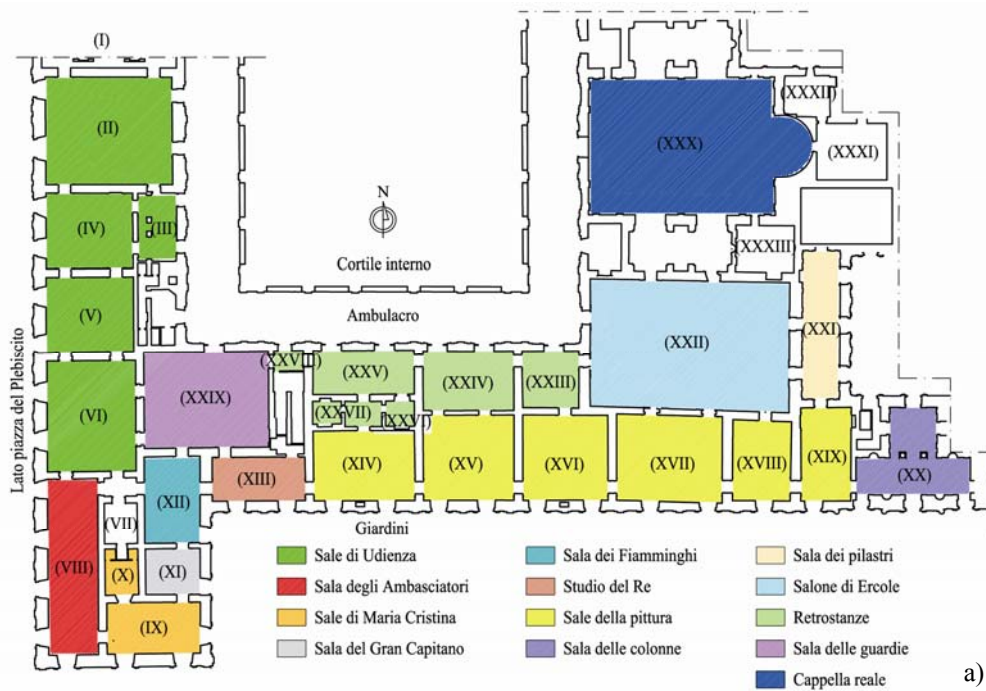 (I)
(II)
(XXXII)
(XXX)
(XXXI)
(IV)
(III)
N
(XXXIII)
Cortile interno
(V)
Ambulacro
(XXII)
(XXI)
(XXVIII)
(XXV)
(XXIV)
(XXIII)
(XXIX)
(XXVII)
(XXVI)
(VI)
Lato piazza del Plebiscito
(XIV)
(XV)
(XVI)
(XVII)
(XVIII)
(XIX)
(XIII)
(XX)
(XII)
(VII)
Giardini
(VIII)
(X)
(XI)
(IX)
Sale di Udienza
Sala degli Ambasciatori
Sale di Maria Cristina
Sala del Gran Capitano
Sala dei Fiamminghi
Studio del Re
Sale della pittura
Sala delle colonne
Sala dei pilastri
Salone di Ercole
Retrostanze
Sala delle guardie
Cappella reale
a)